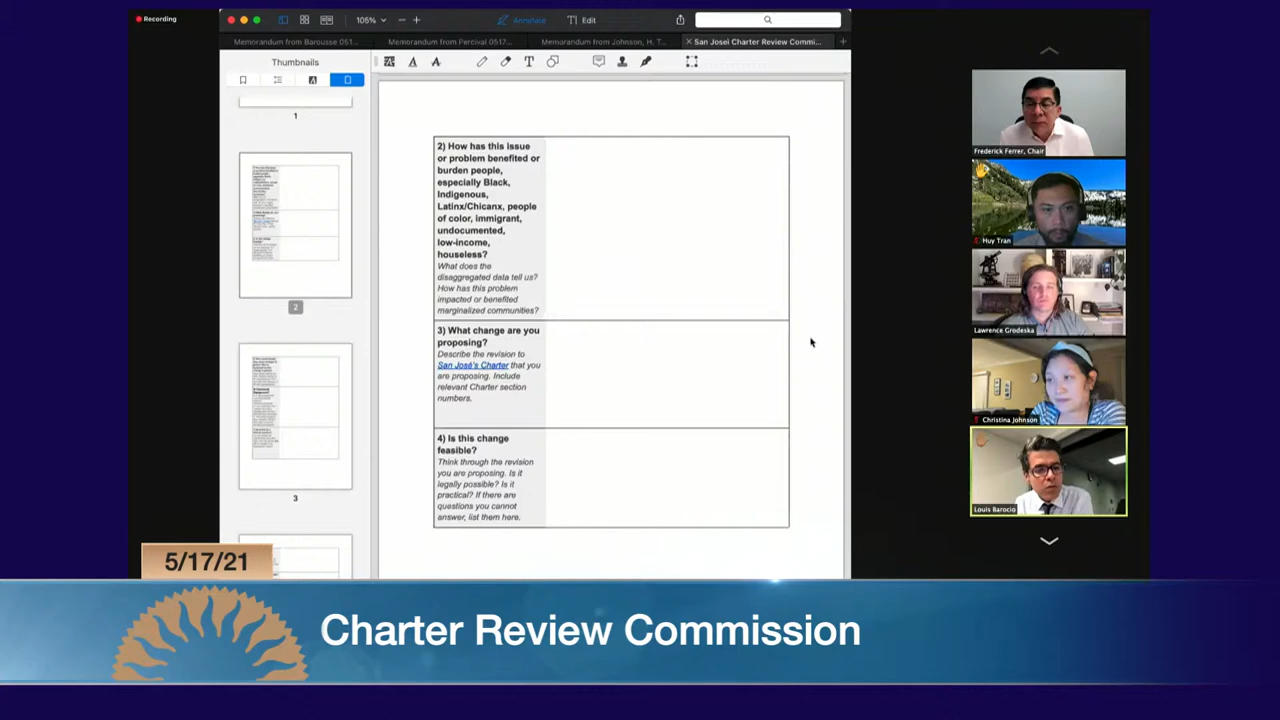 Recording
105%
Annotate
Edit
Memorandum from Barousse 051...
Memorandum from Percival 0517...
Memorandum from Johnson, H. T...
San José| Charter Review Commi...
Thumbnails
1
2
3
2) How has this issue
or problem benefited or
burden people,
especially Black,
Indigenous,
Latinx/Chicanx, people
of color, immigrant,
undocumented,
low-income,
houseless?
What does the
disaggregated data tell us?
How has this problem
impacted or benefited
marginalized communities?
3) What change are you
proposing?
Describe the revision to
San José's Charter that you
are proposing. Include
relevant Charter section
numbers.
4) Is this change
feasible?
Think through the revision
you are proposing. Is it
legally possible? Is it
practical? If there are
questions you cannot
answer, list them here.
Frederick Ferrer, Chair
Huy Tran
Lawrence Grodeska
Christina Johnson
Louis Barocio
5/17/21
Charter Review Commission